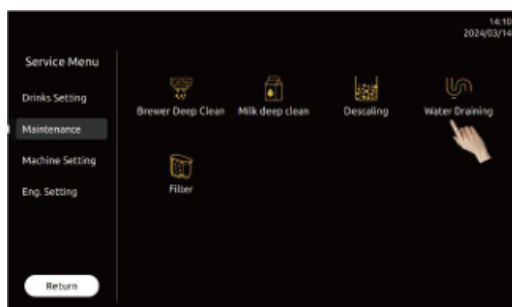 14:10
2024/03/14
Service Menu
Drinks Setting
Maintenance
Machine Setting
Eng. Setting
Return
Brewer Deep Clean
Milk deep clean
Descaling
Water Draining
Filter